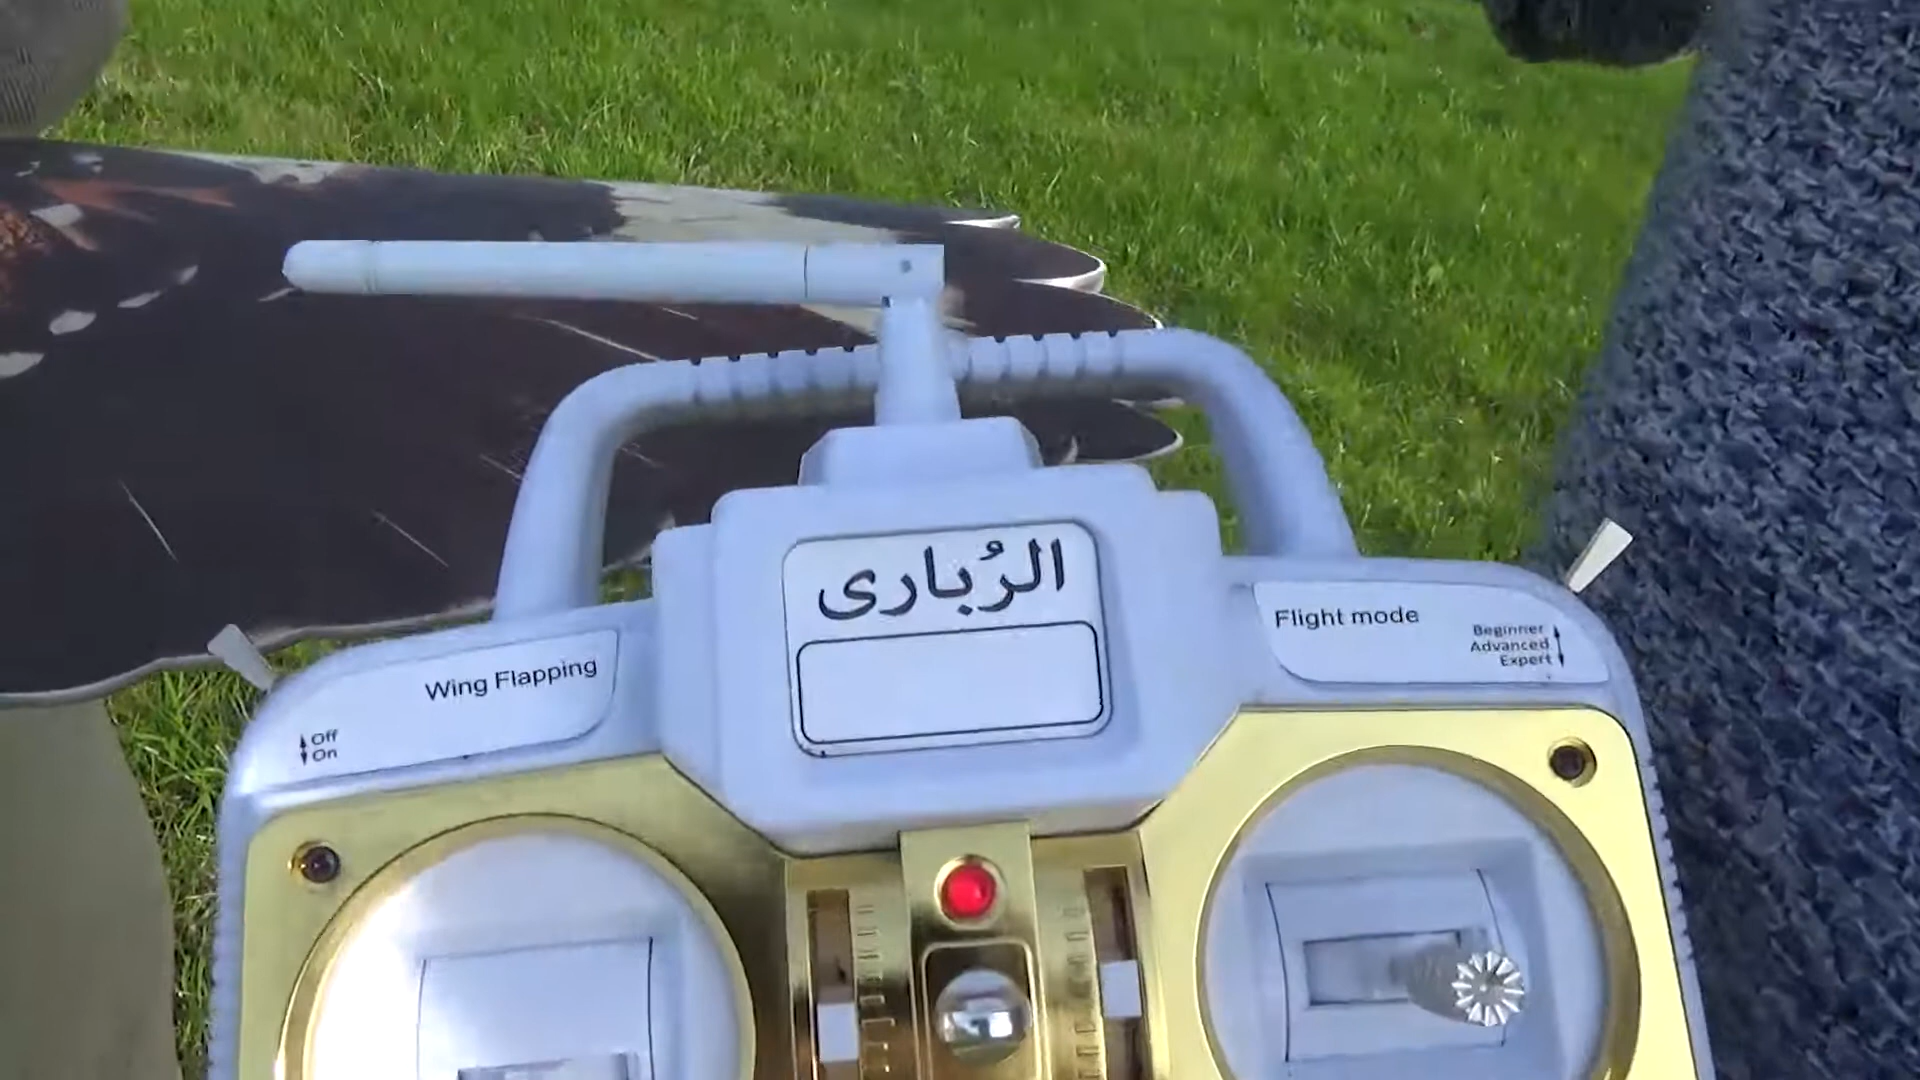 الرُبارى
Wing Flapping
Off
On
Flight mode
Beginner
Advanced
Expert